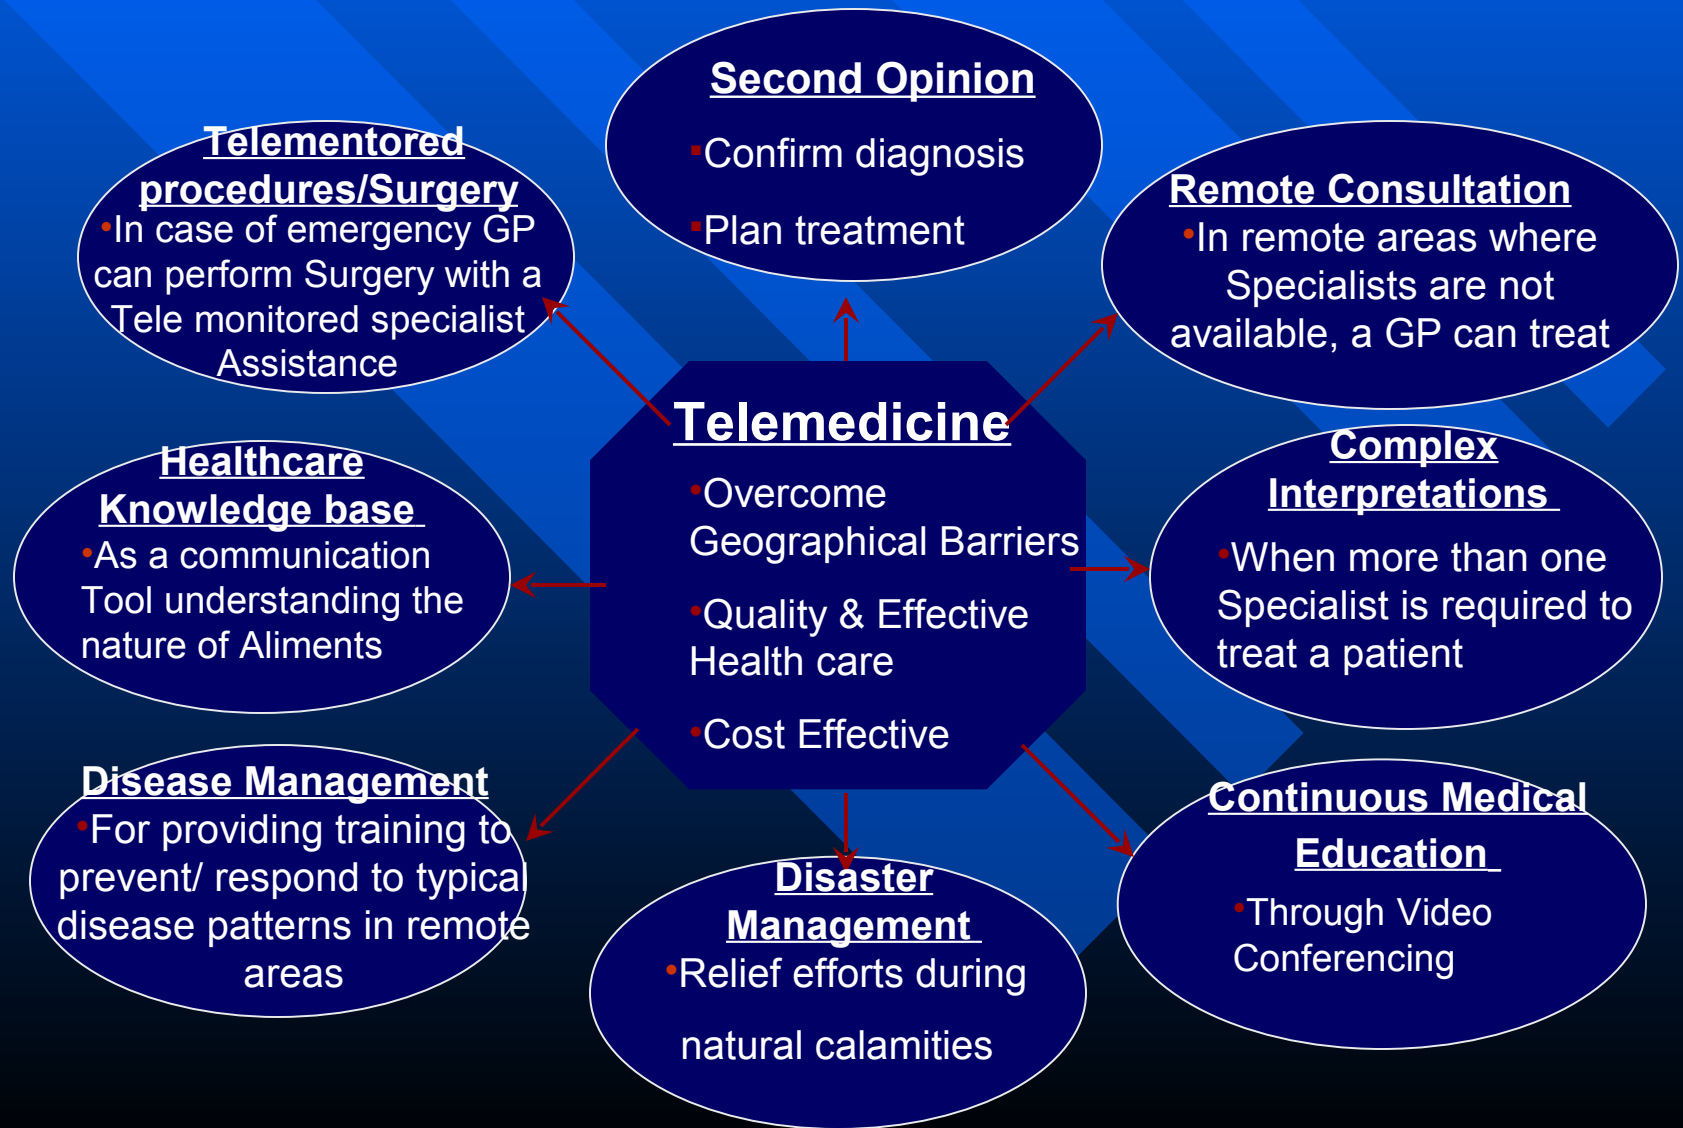 Second Opinion
▪Confirm diagnosis
▪Plan treatment
Telementored
procedures/Surgery
•In case of emergency GP
can perform Surgery with a
Tele monitored specialist
Assistance
Remote Consultation
•In remote areas where
Specialists are not
available, a GP can treat
Telemedicine
•Overcome
Geographical Barriers
•Quality & Effective
Health care
•Cost Effective
Healthcare
Knowledge base
•As a communication
Tool understanding the
nature of Aliments
Complex
Interpretations
•When more than one
Specialist is required to
treat a patient
Disease Management
•For providing training to
prevent/ respond to typical
disease patterns in remote
areas
Disaster
Management
•Relief efforts during
natural calamities
Continuous Medical
Education
•Through Video
Conferencing